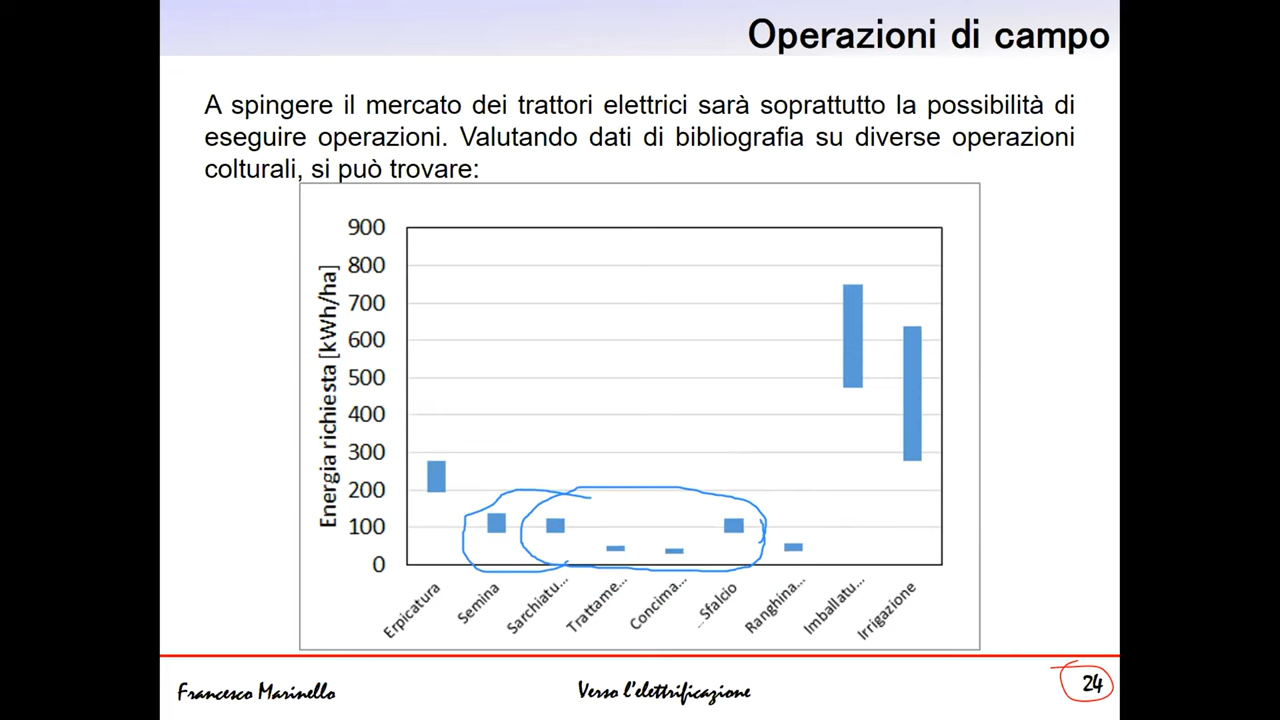 Operazioni di campo
A spingere il mercato dei trattori elettrici sarà soprattutto la possibilità di
eseguire operazioni. Valutando dati di bibliografia su diverse operazioni
colturali, si può trovare:
Energia richiesta [kWh/ha]
900
800
700
600
500
400
300
200
100
0
Erpicatura
Semina
Sarchiatu...
Trattame...
Concima...
...Sfalcio
Ranghina...
Imballatu...
Irrigazione
Francesco Marinello
Verso l'elettrificazione
24